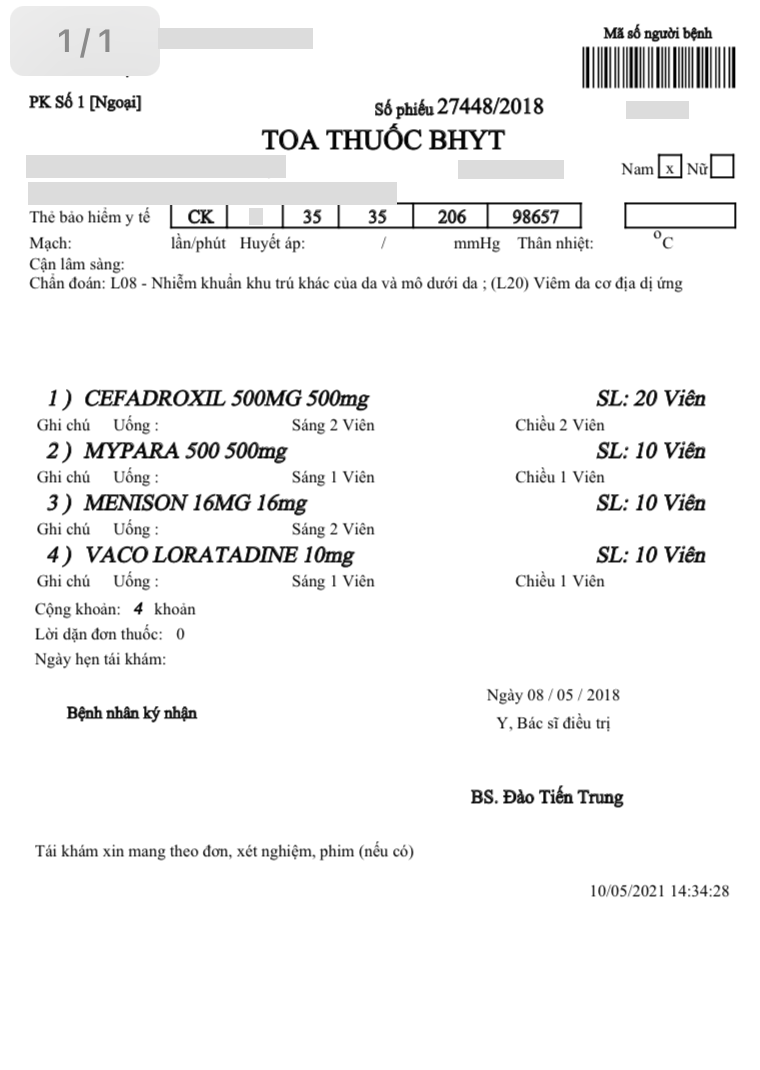 1/1
Mã số người bệnh
PK Số 1 [Ngoại]
Số phiếu 27448/2018
TOA THUỐC BHYT
Nam x Nữ
Thẻ bảo hiểm y tế CK 35 35 206 98657
Mạch: lần/phút Huyết áp: / mmHg Thân nhiệt: °C
Cận lâm sàng:
Chẩn đoán: L08 - Nhiễm khuẩn khu trú khác của da và mô dưới da ; (L20) Viêm da cơ địa dị ứng
1 ) CEFADROXIL 500MG 500mg SL: 20 Viên
Ghi chú Uống : Sáng 2 Viên Chiều 2 Viên
2 ) MYPARA 500 500mg SL: 10 Viên
Ghi chú Uống : Sáng 1 Viên Chiều 1 Viên
3 ) MENISON 16MG 16mg SL: 10 Viên
Ghi chú Uống : Sáng 2 Viên
4 ) VACO LORATADINE 10mg SL: 10 Viên
Ghi chú Uống : Sáng 1 Viên Chiều 1 Viên
Cộng khoản: 4 khoản
Lời dặn đơn thuốc: 0
Ngày hẹn tái khám:
Ngày 08 / 05 / 2018
Bệnh nhân ký nhận
Y, Bác sĩ điều trị
BS. Đào Tiến Trung
Tái khám xin mang theo đơn, xét nghiệm, phim (nếu có)
10/05/2021 14:34:28